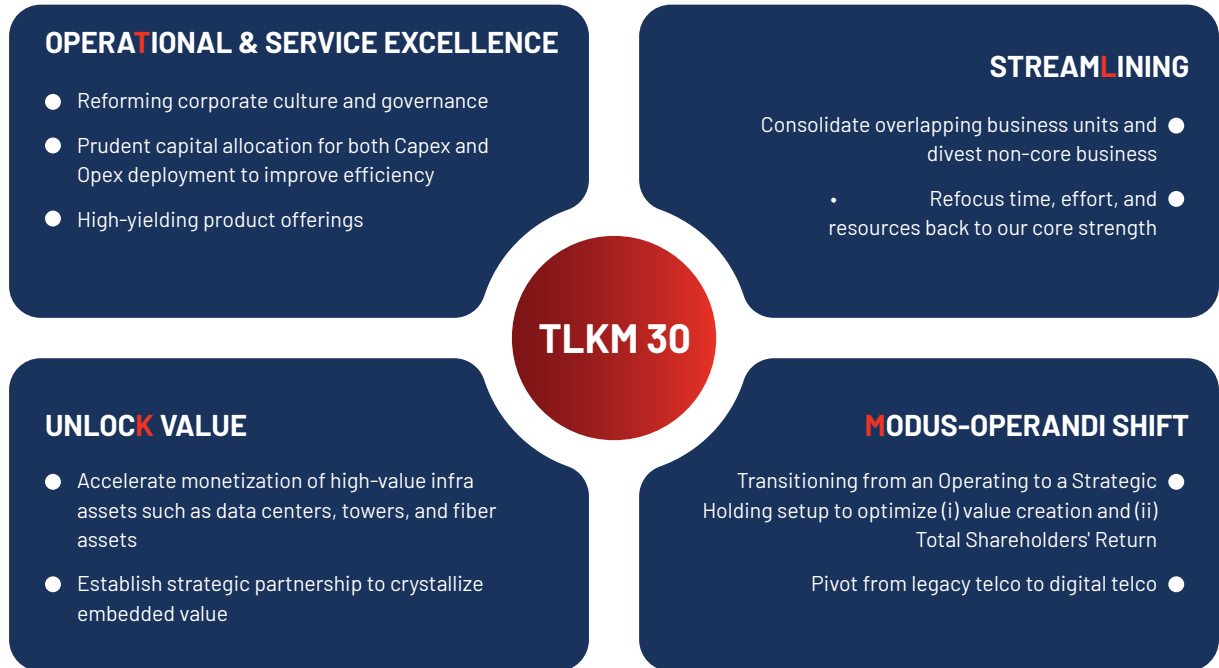 OPERATIONAL & SERVICE EXCELLENCE
● Reforming corporate culture and governance
● Prudent capital allocation for both Capex and
Opex deployment to improve efficiency
● High-yielding product offerings
STREAMLINING
Consolidate overlapping business units and ●
divest non-core business
• Refocus time, effort, and ●
resources back to our core strength
TLKM 30
UNLOCK VALUE
● Accelerate monetization of high-value infra
assets such as data centers, towers, and fiber
assets
● Establish strategic partnership to crystallize
embedded value
MODUS-OPERANDI SHIFT
Transitioning from an Operating to a Strategic ●
Holding setup to optimize (i) value creation and (ii)
Total Shareholders' Return
Pivot from legacy telco to digital telco ●